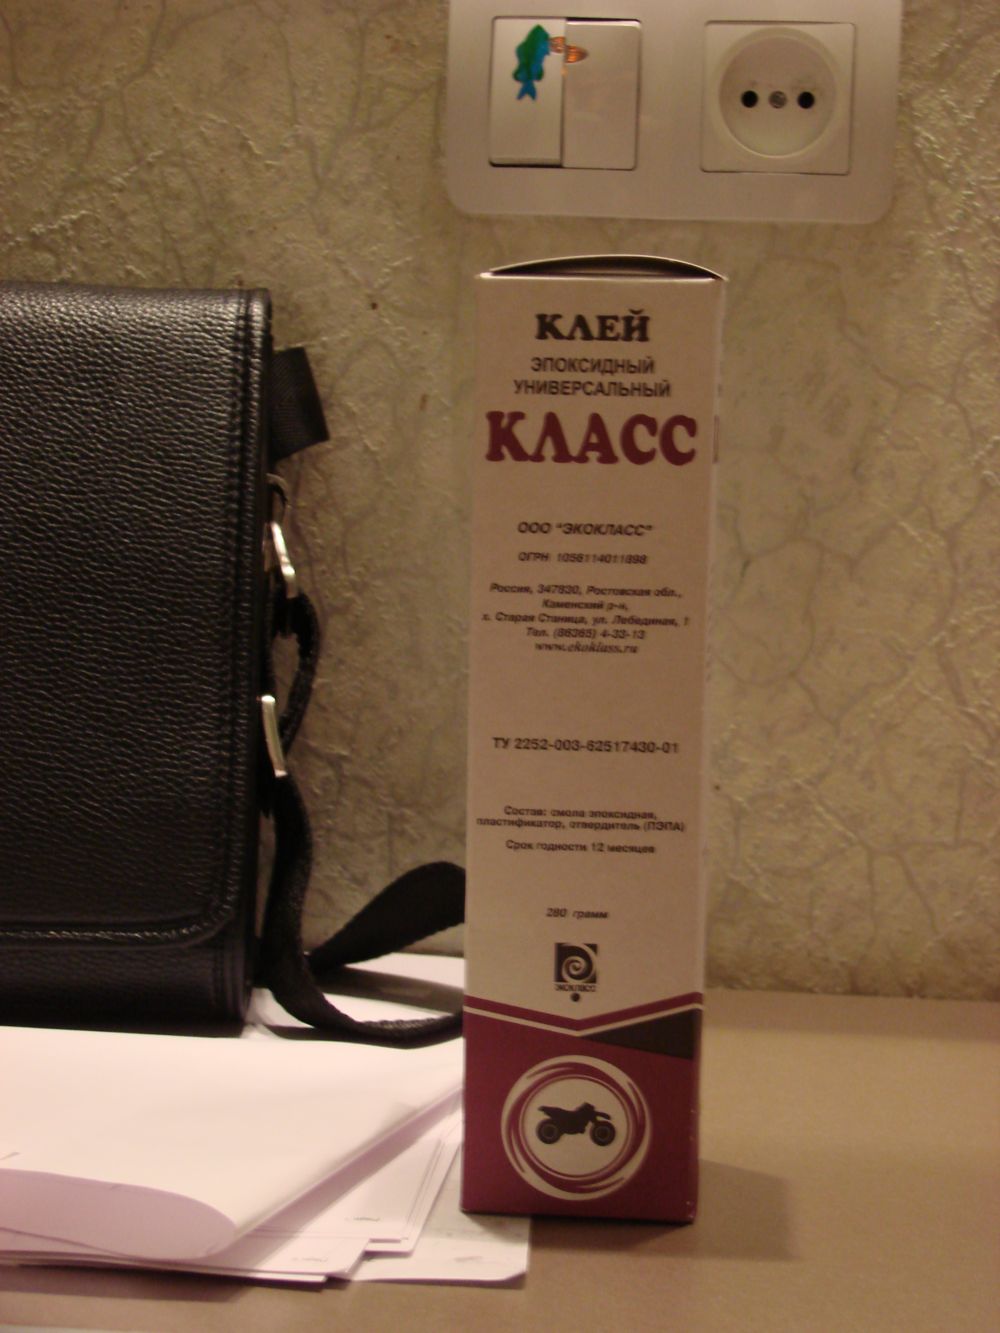 КЛЕЙ
ЭПОКСИДНЫЙ
УНИВЕРСАЛЬНЫЙ
КЛАСС
ООО "ЭКОКЛАСС"
ОГРН 1056114011898
Россия, 347830, Ростовская обл.,
Каменский р-н,
х. Старая Станица, ул. Лебединая, 1
Тел. (86365) 4-33-13
www.ekoklass.ru
ТУ 2252-003-62517430-01
Состав: смола эпоксидная,
пластификатор, отвердитель (ПЭПА)
Срок годности 12 месяцев
280 грамм
ЭКОКЛАСС